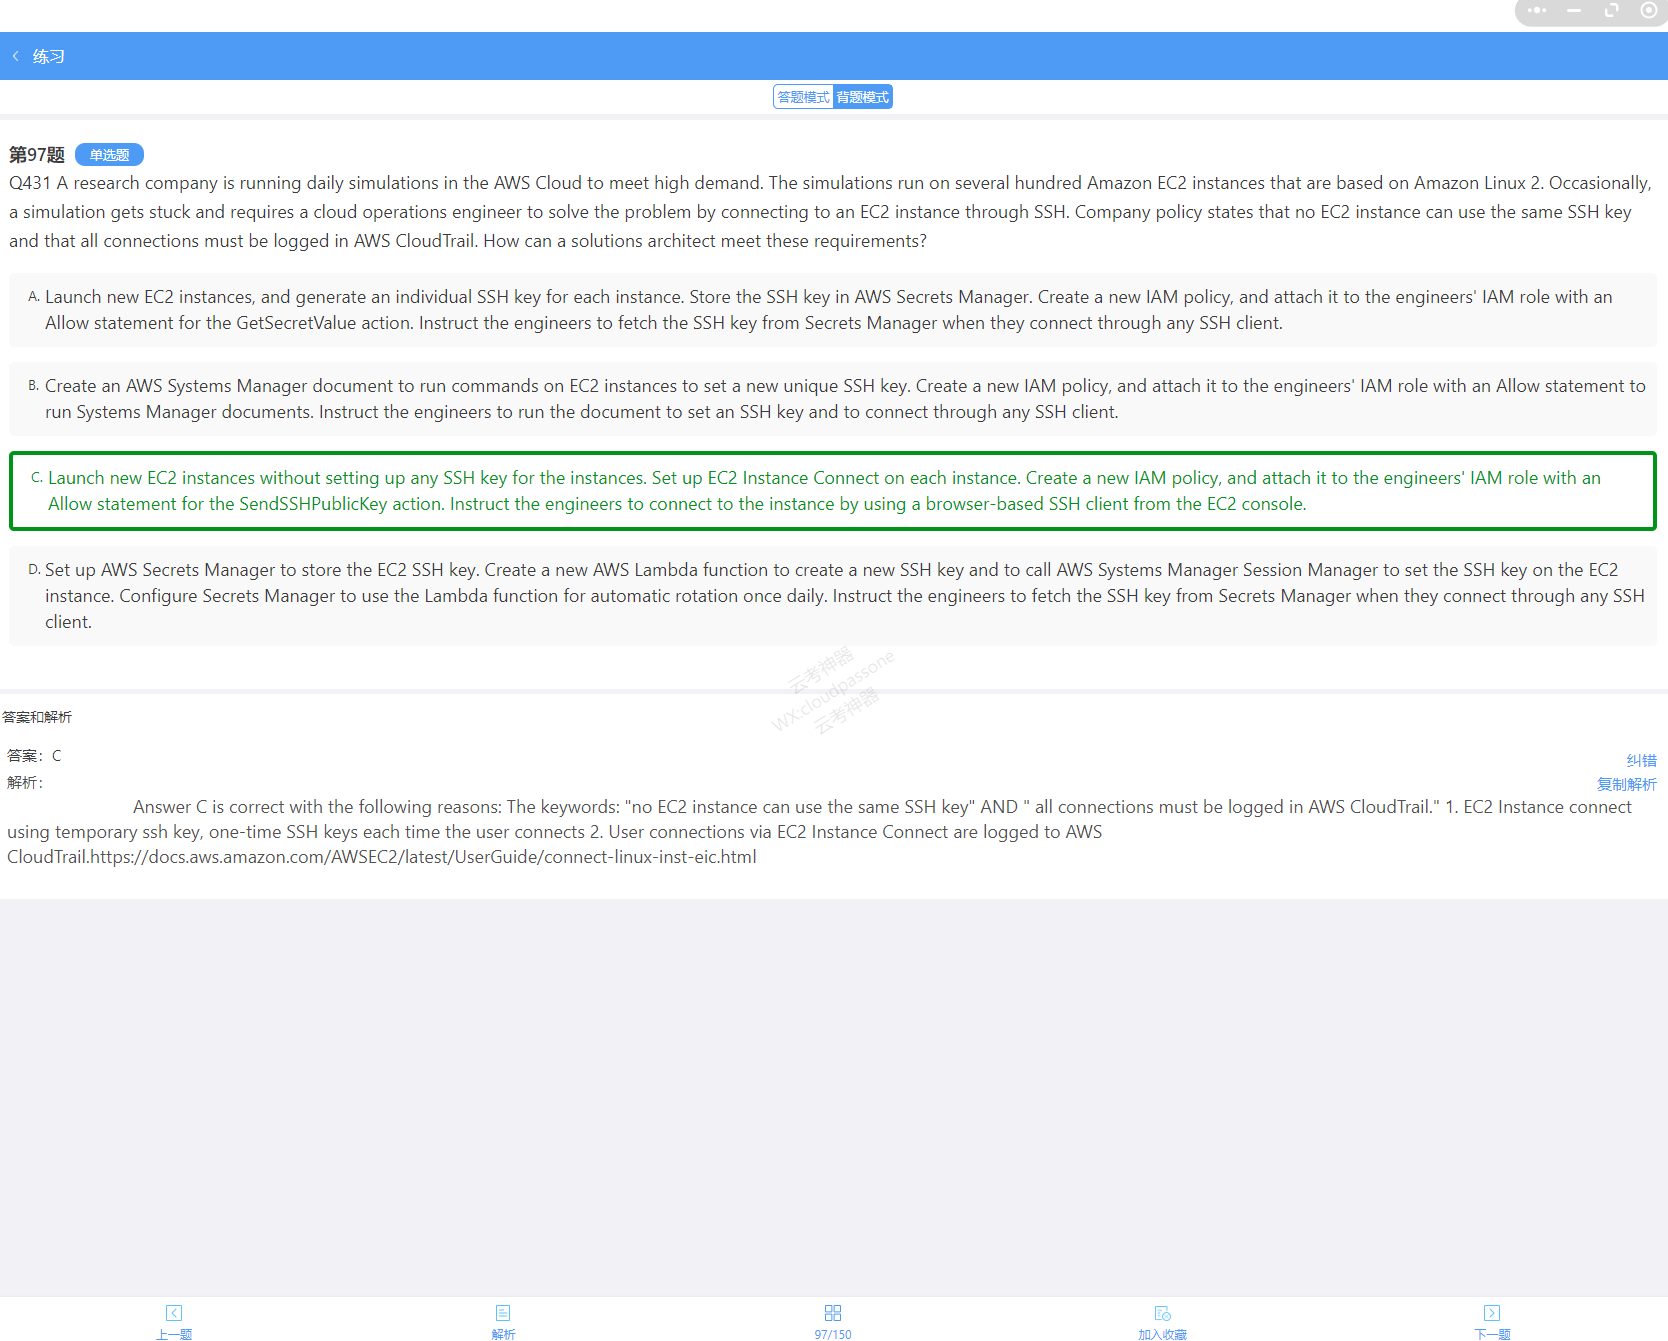 练习
答题模式 背题模式
第97题 单选题
Q431 A research company is running daily simulations in the AWS Cloud to meet high demand. The simulations run on several hundred Amazon EC2 instances that are based on Amazon Linux 2. Occasionally,
a simulation gets stuck and requires a cloud operations engineer to solve the problem by connecting to an EC2 instance through SSH. Company policy states that no EC2 instance can use the same SSH key
and that all connections must be logged in AWS CloudTrail. How can a solutions architect meet these requirements?
A. Launch new EC2 instances, and generate an individual SSH key for each instance. Store the SSH key in AWS Secrets Manager. Create a new IAM policy, and attach it to the engineers' IAM role with an
Allow statement for the GetSecretValue action. Instruct the engineers to fetch the SSH key from Secrets Manager when they connect through any SSH client.
B. Create an AWS Systems Manager document to run commands on EC2 instances to set a new unique SSH key. Create a new IAM policy, and attach it to the engineers' IAM role with an Allow statement to
run Systems Manager documents. Instruct the engineers to run the document to set an SSH key and to connect through any SSH client.
C. Launch new EC2 instances without setting up any SSH key for the instances. Set up EC2 Instance Connect on each instance. Create a new IAM policy, and attach it to the engineers' IAM role with an
Allow statement for the SendSSHPublicKey action. Instruct the engineers to connect to the instance by using a browser-based SSH client from the EC2 console.
D. Set up AWS Secrets Manager to store the EC2 SSH key. Create a new AWS Lambda function to create a new SSH key and to call AWS Systems Manager Session Manager to set the SSH key on the EC2
instance. Configure Secrets Manager to use the Lambda function for automatic rotation once daily. Instruct the engineers to fetch the SSH key from Secrets Manager when they connect through any SSH
client.
云考神器
WX:cloudpassone
云考神器
答案和解析
答案：C
纠错
解析：
复制解析
Answer C is correct with the following reasons: The keywords: "no EC2 instance can use the same SSH key" AND " all connections must be logged in AWS CloudTrail." 1. EC2 Instance connect
using temporary ssh key, one-time SSH keys each time the user connects 2. User connections via EC2 Instance Connect are logged to AWS
CloudTrail.https://docs.aws.amazon.com/AWSEC2/latest/UserGuide/connect-linux-inst-eic.html
上一题 解析 97/150 加入收藏 下一题